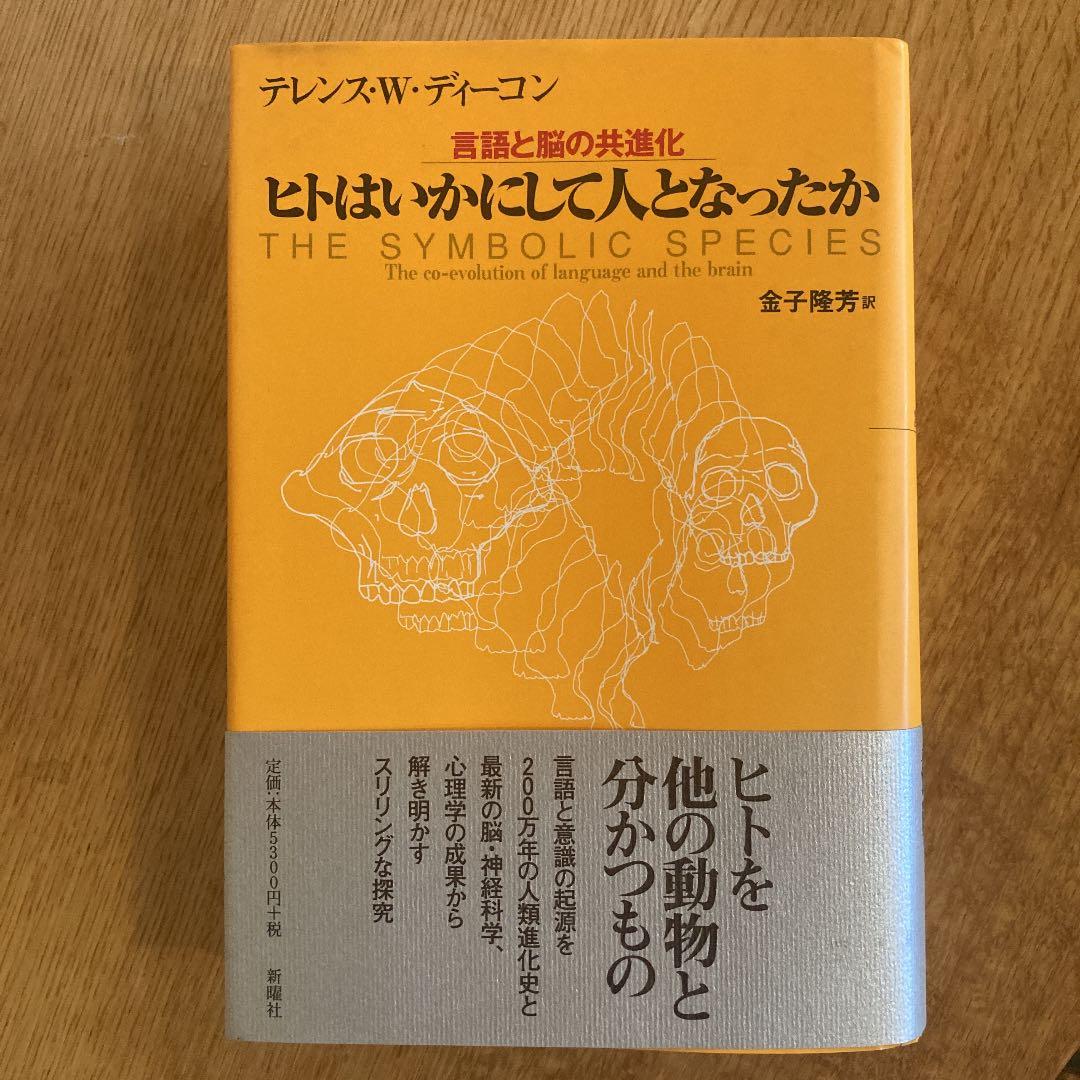 テレンス・W・ディーコン
言語と脳の共進化
ヒトはいかにして人となったか
THE SYMBOLIC SPECIES
The co-evolution of language and the brain
金子隆芳訳
ヒトを
他の動物と
分かつもの
言語と意識の起源を
200万年の人類進化史と
最新の脳・神経科学、
心理学の成果から
解き明かす
スリリングな探究
定価:本体5300円+税
新曜社